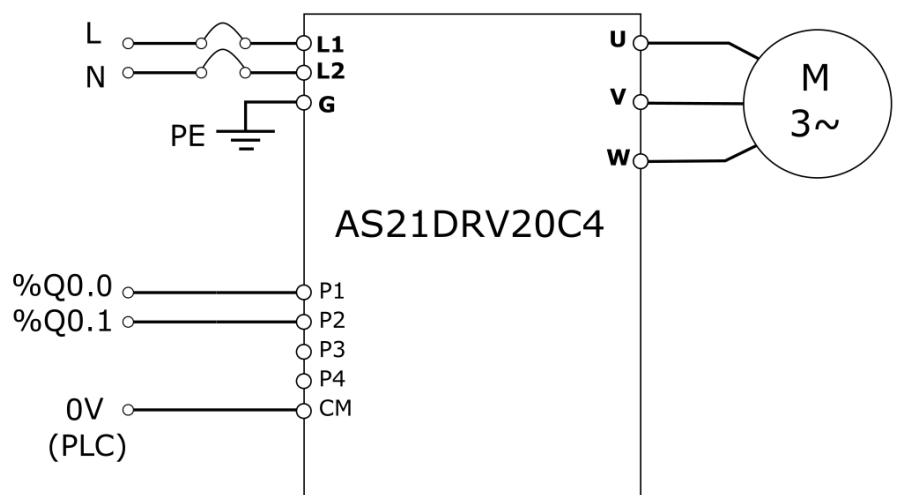 L
L1
N
L2
G
PE
U
V
W
M
3~
AS21DRV20C4
%Q0.0
P1
%Q0.1
P2
P3
P4
0V
CM
(PLC)